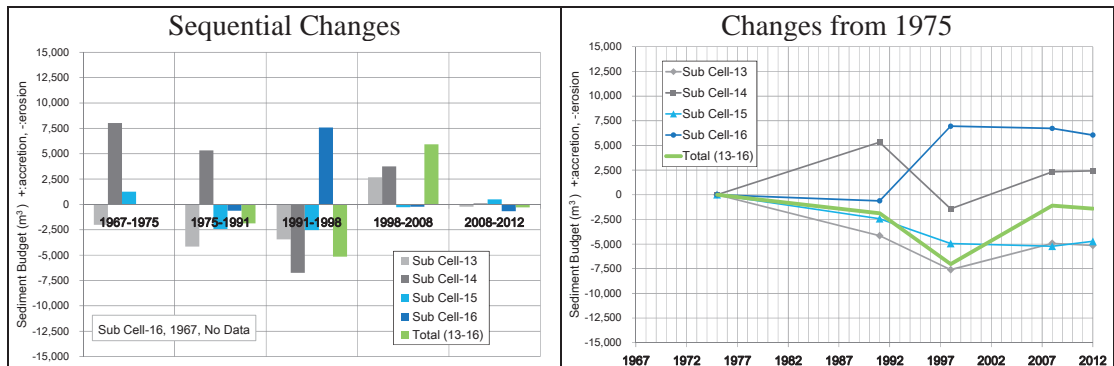 Sequential Changes
Sediment Budget (m³) +:accretion, -:erosion
15,000
12,500
10,000
7,500
5,000
2,500
0
-2,500
-5,000
-7,500
-10,000
-12,500
-15,000
1967-1975
1975-1991
1991-1998
1998-2008
2008-2012
Sub Cell-13
Sub Cell-14
Sub Cell-15
Sub Cell-16
Total (13-16)
Sub Cell-16, 1967, No Data
Changes from 1975
Sediment Budget (m³ ) +:accretion, -:erosion
15,000
12,500
10,000
7,500
5,000
2,500
0
-2,500
-5,000
-7,500
-10,000
-12,500
-15,000
Sub Cell-13
Sub Cell-14
Sub Cell-15
Sub Cell-16
Total (13-16)
1967 1972 1977 1982 1987 1992 1997 2002 2007 2012